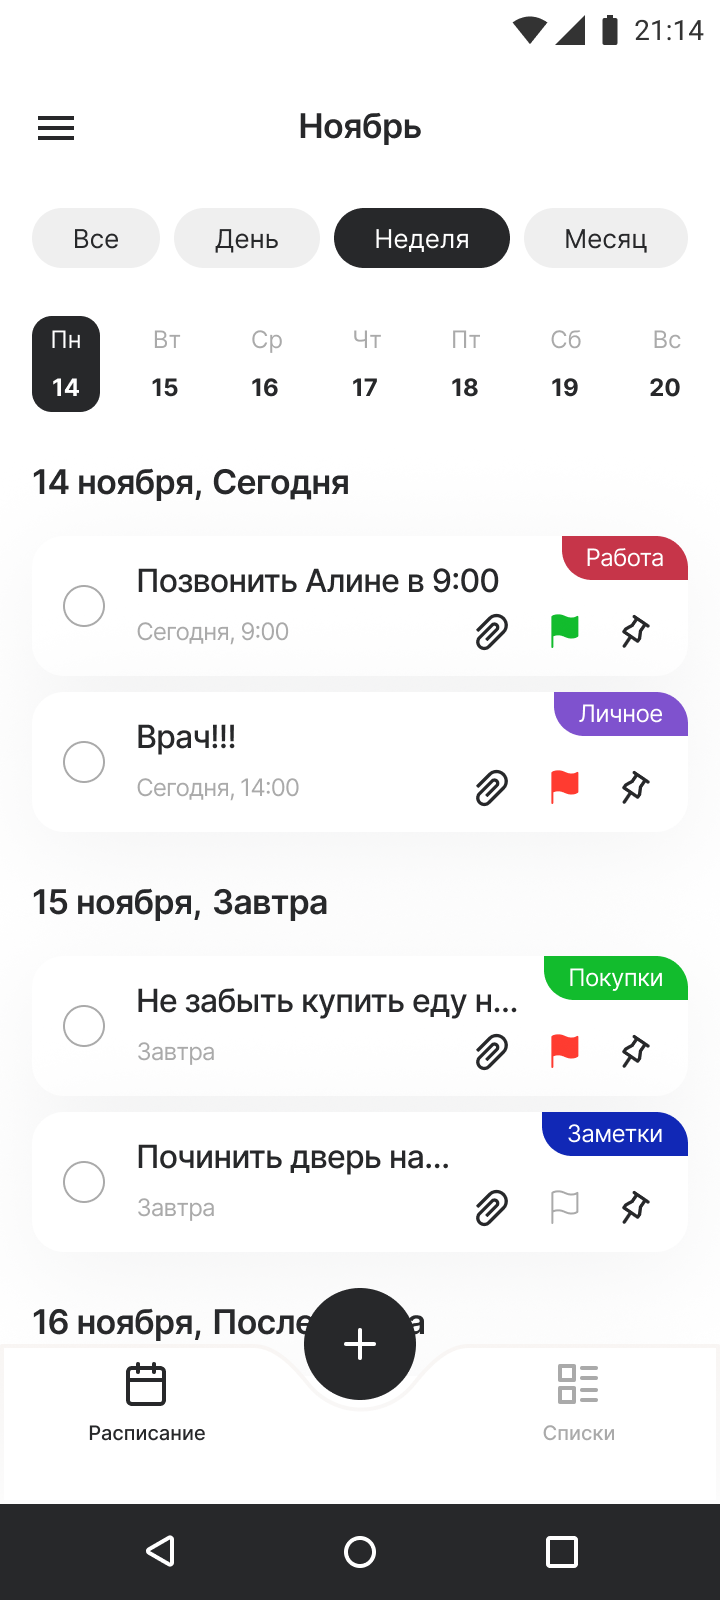 21:14
Ноябрь
Все День Неделя Месяц
Пн Вт Ср Чт Пт Сб Вс
14 15 16 17 18 19 20
14 ноября, Сегодня
Работа
Позвонить Алине в 9:00
Сегодня, 9:00
Личное
Врач!!!
Сегодня, 14:00
15 ноября, Завтра
Покупки
Не забыть купить еду н...
Завтра
Заметки
Починить дверь на...
Завтра
16 ноября,
Расписание Списки